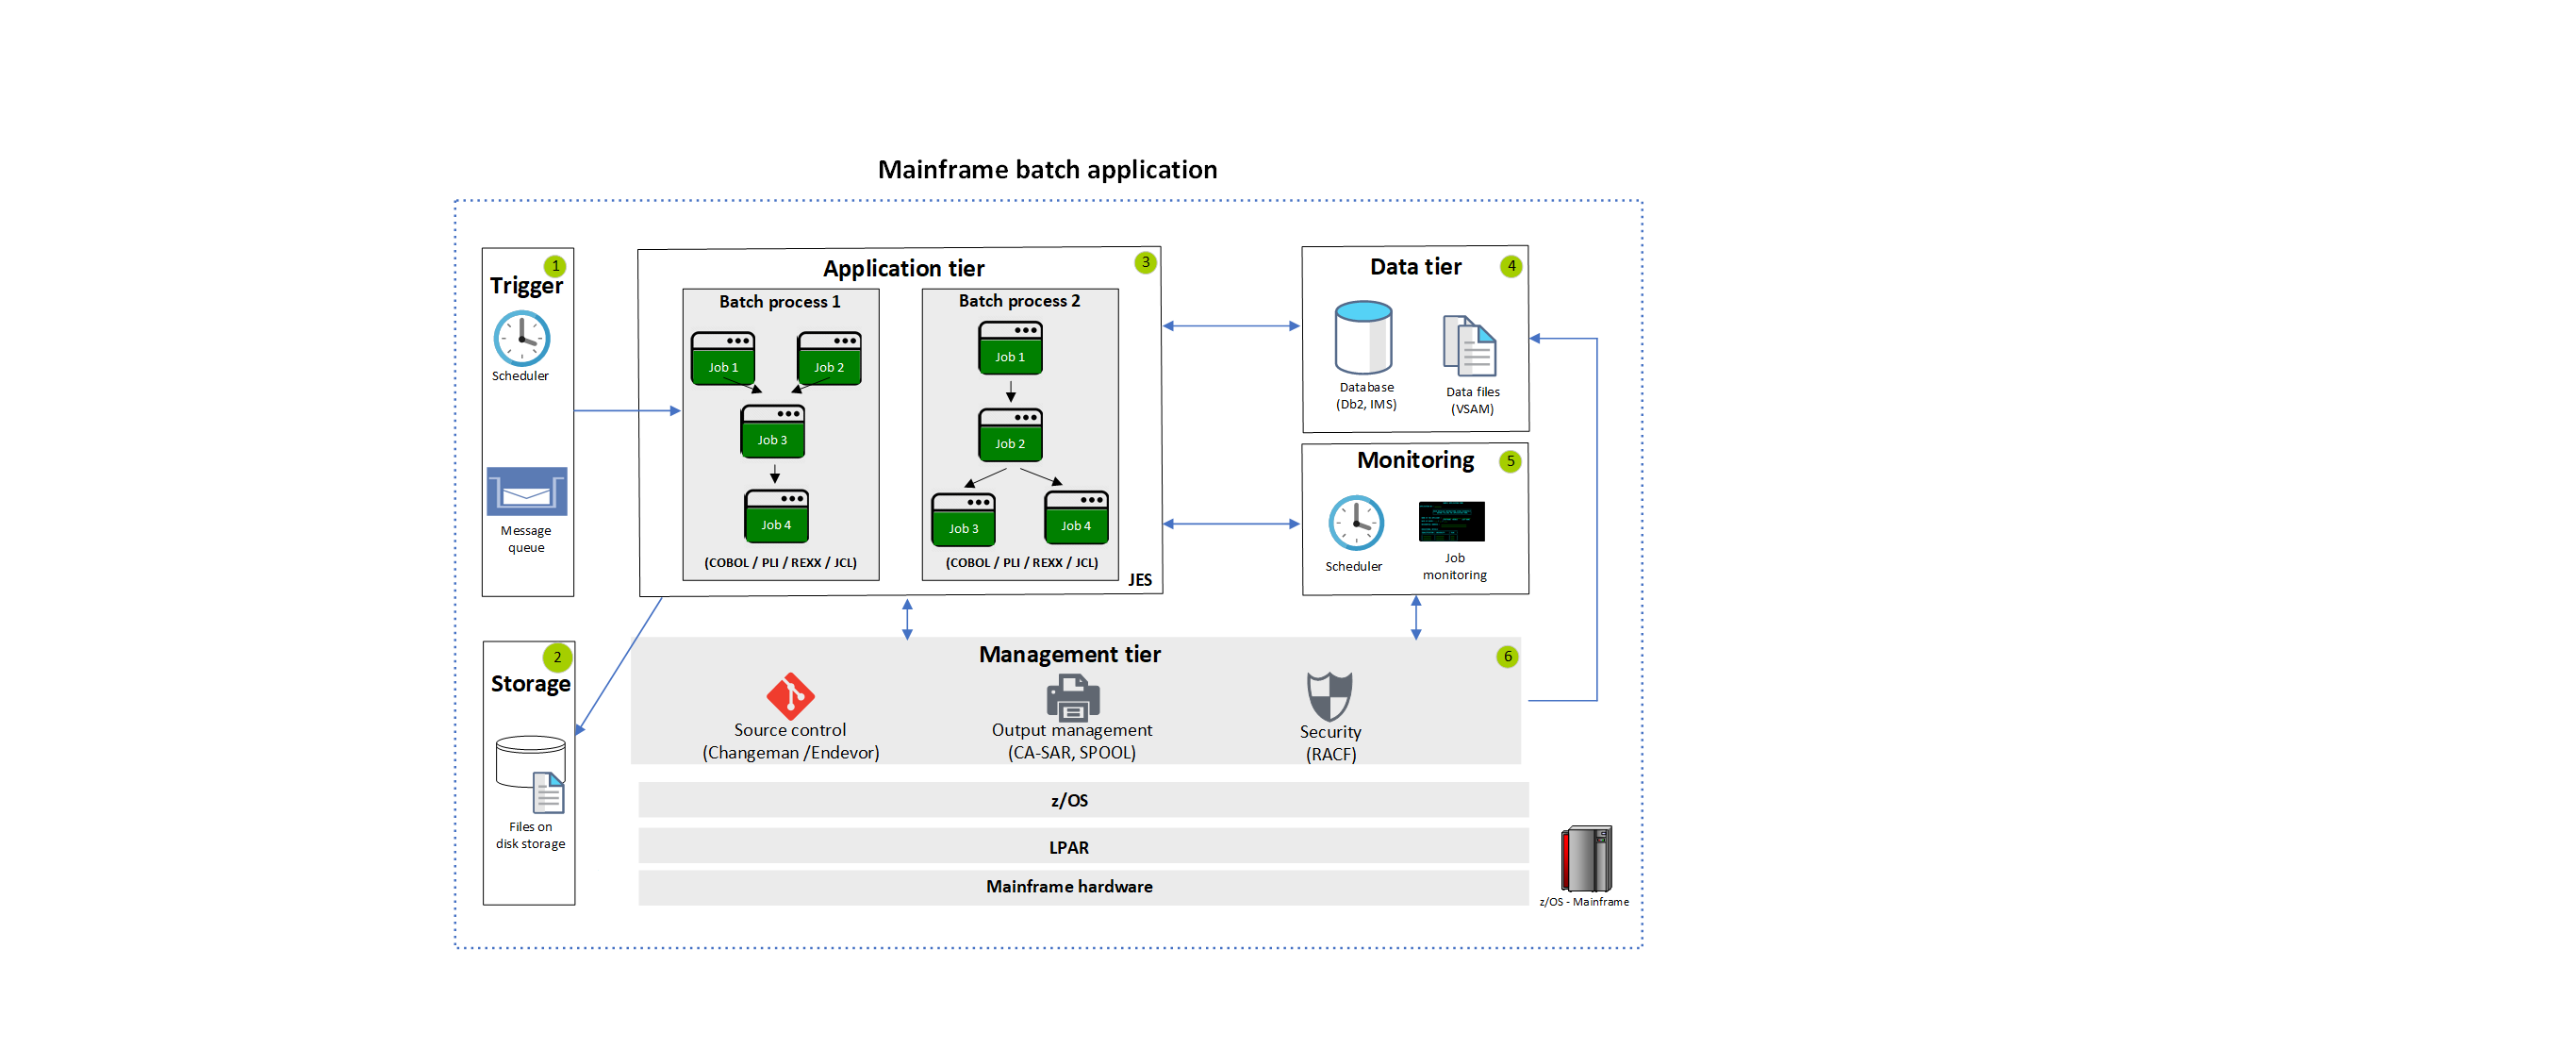 Mainframe batch application
1
Trigger
Scheduler
Message
queue
2
Storage
Files on
disk storage
Application tier
3
Batch process 1
Job 1
Job 2
Job 3
Job 4
(COBOL / PLI / REXX / JCL)
Batch process 2
Job 1
Job 2
Job 3
Job 4
(COBOL / PLI / REXX / JCL)
JES
Data tier
4
Database
(Db2, IMS)
Data files
(VSAM)
Monitoring
5
Scheduler
Job
monitoring
Management tier
6
Source control
(Changeman /Endevor)
Output management
(CA-SAR, SPOOL)
Security
(RACF)
z/OS
LPAR
Mainframe hardware
z/OS - Mainframe